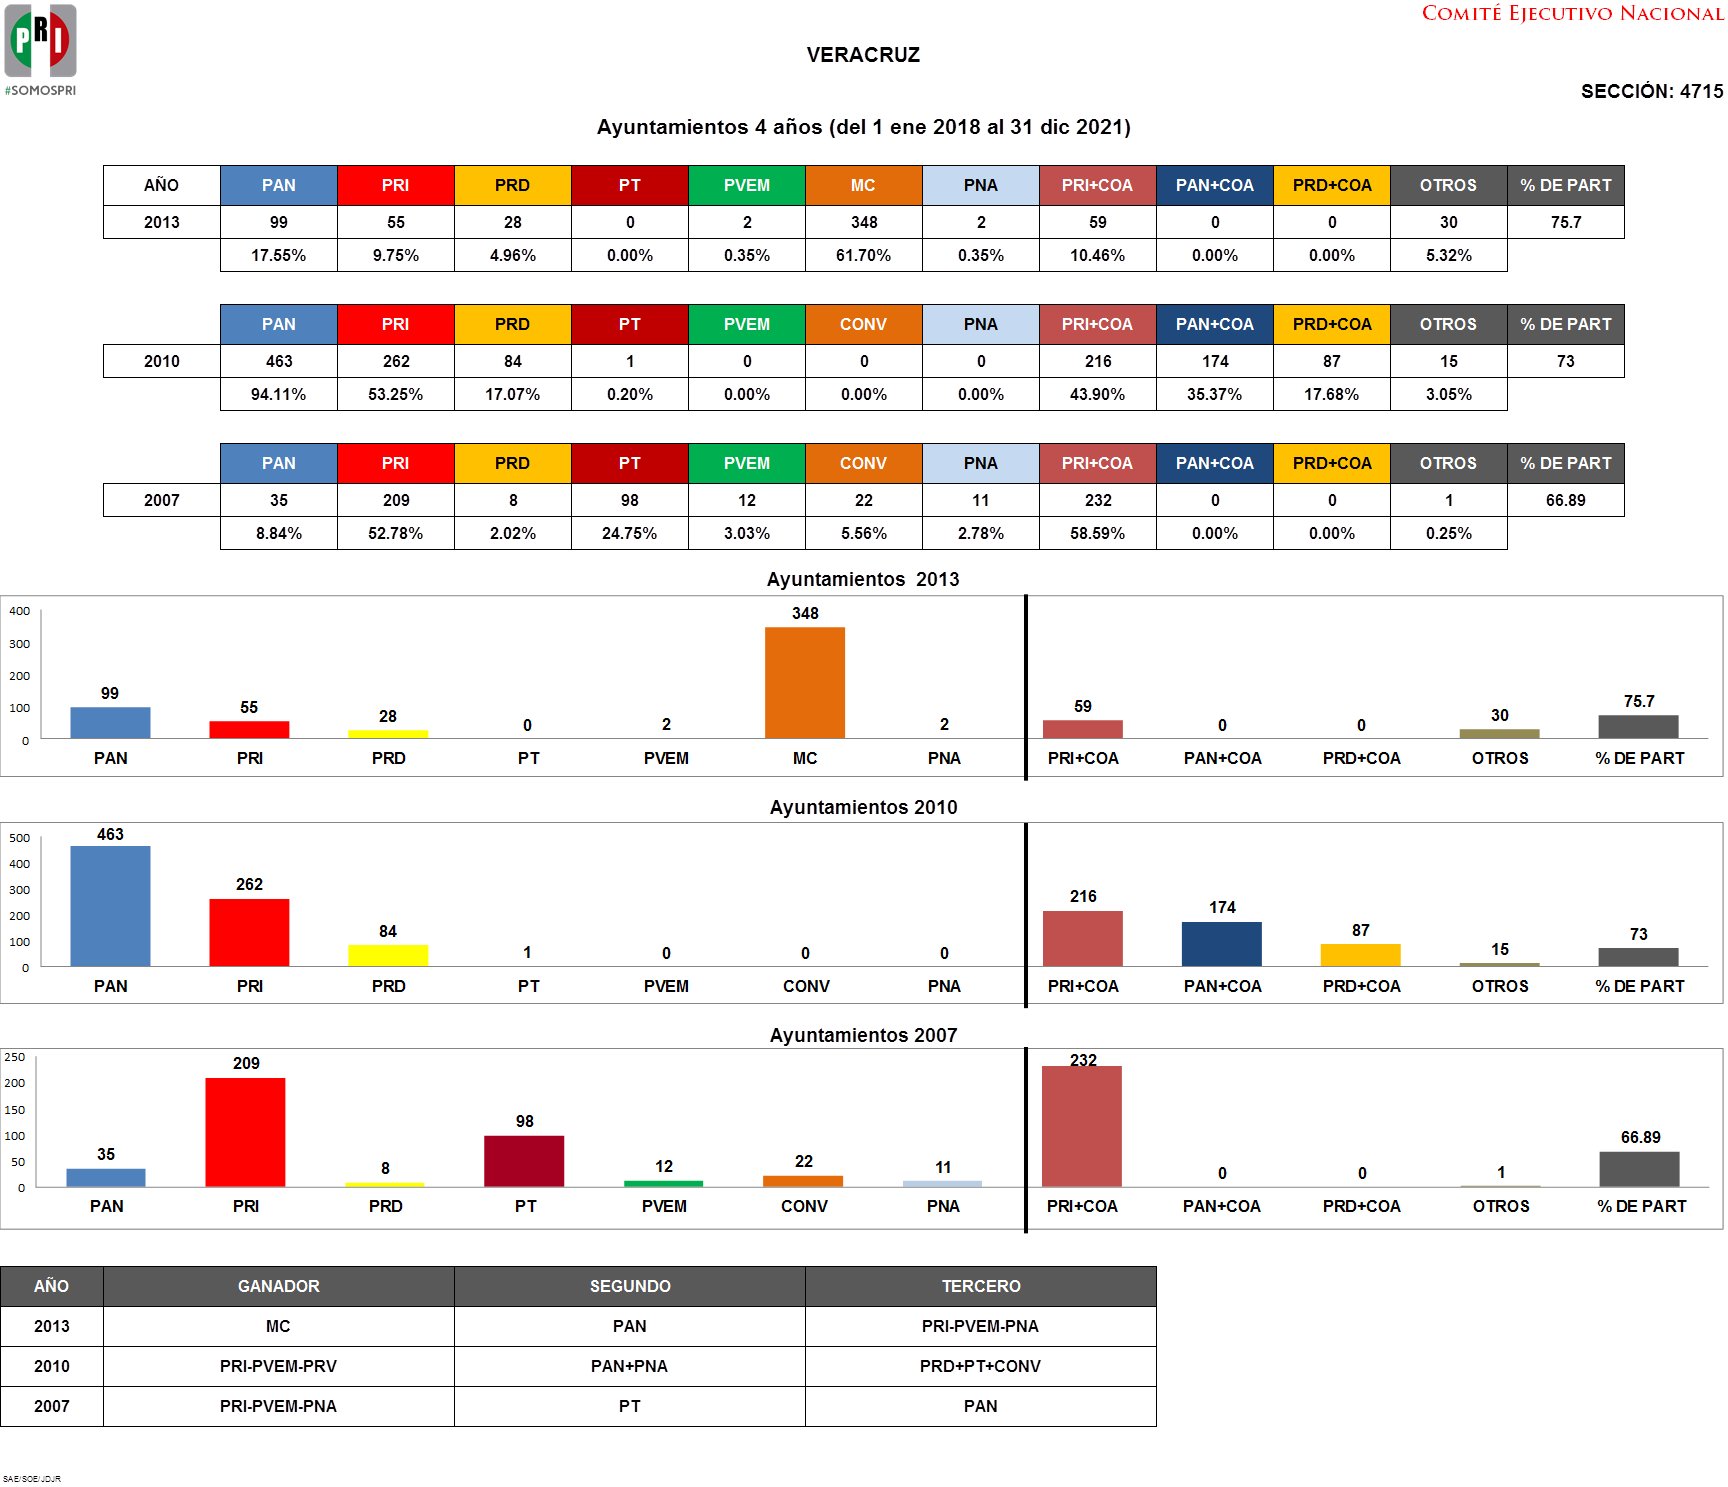 PRI
#SOMOSPRI
COMITÉ EJECUTIVO NACIONAL
VERACRUZ
SECCIÓN: 4715
Ayuntamientos 4 años (del 1 ene 2018 al 31 dic 2021)
AÑO PAN PRI PRD PT PVEM MC PNA PRI+COA PAN+COA PRD+COA OTROS % DE PART
2013 99 55 28 0 2 348 2 59 0 0 30 75.7
17.55% 9.75% 4.96% 0.00% 0.35% 61.70% 0.35% 10.46% 0.00% 0.00% 5.32%
PAN PRI PRD PT PVEM CONV PNA PRI+COA PAN+COA PRD+COA OTROS % DE PART
2010 463 262 84 1 0 0 0 216 174 87 15 73
94.11% 53.25% 17.07% 0.20% 0.00% 0.00% 0.00% 43.90% 35.37% 17.68% 3.05%
PAN PRI PRD PT PVEM CONV PNA PRI+COA PAN+COA PRD+COA OTROS % DE PART
2007 35 209 8 98 12 22 11 232 0 0 1 66.89
8.84% 52.78% 2.02% 24.75% 3.03% 5.56% 2.78% 58.59% 0.00% 0.00% 0.25%
Ayuntamientos 2013
400
300
200
100
0
99 55 28 0 2 348 2 59 0 0 30 75.7
PAN PRI PRD PT PVEM MC PNA PRI+COA PAN+COA PRD+COA OTROS % DE PART
Ayuntamientos 2010
500
400
300
200
100
0
463 262 84 1 0 0 0 216 174 87 15 73
PAN PRI PRD PT PVEM CONV PNA PRI+COA PAN+COA PRD+COA OTROS % DE PART
Ayuntamientos 2007
250
200
150
100
50
0
35 209 8 98 12 22 11 232 0 0 1 66.89
PAN PRI PRD PT PVEM CONV PNA PRI+COA PAN+COA PRD+COA OTROS % DE PART
AÑO GANADOR SEGUNDO TERCERO
2013 MC PAN PRI-PVEM-PNA
2010 PRI-PVEM-PRV PAN+PNA PRD+PT+CONV
2007 PRI-PVEM-PNA PT PAN
SAE/SOE/JDJR